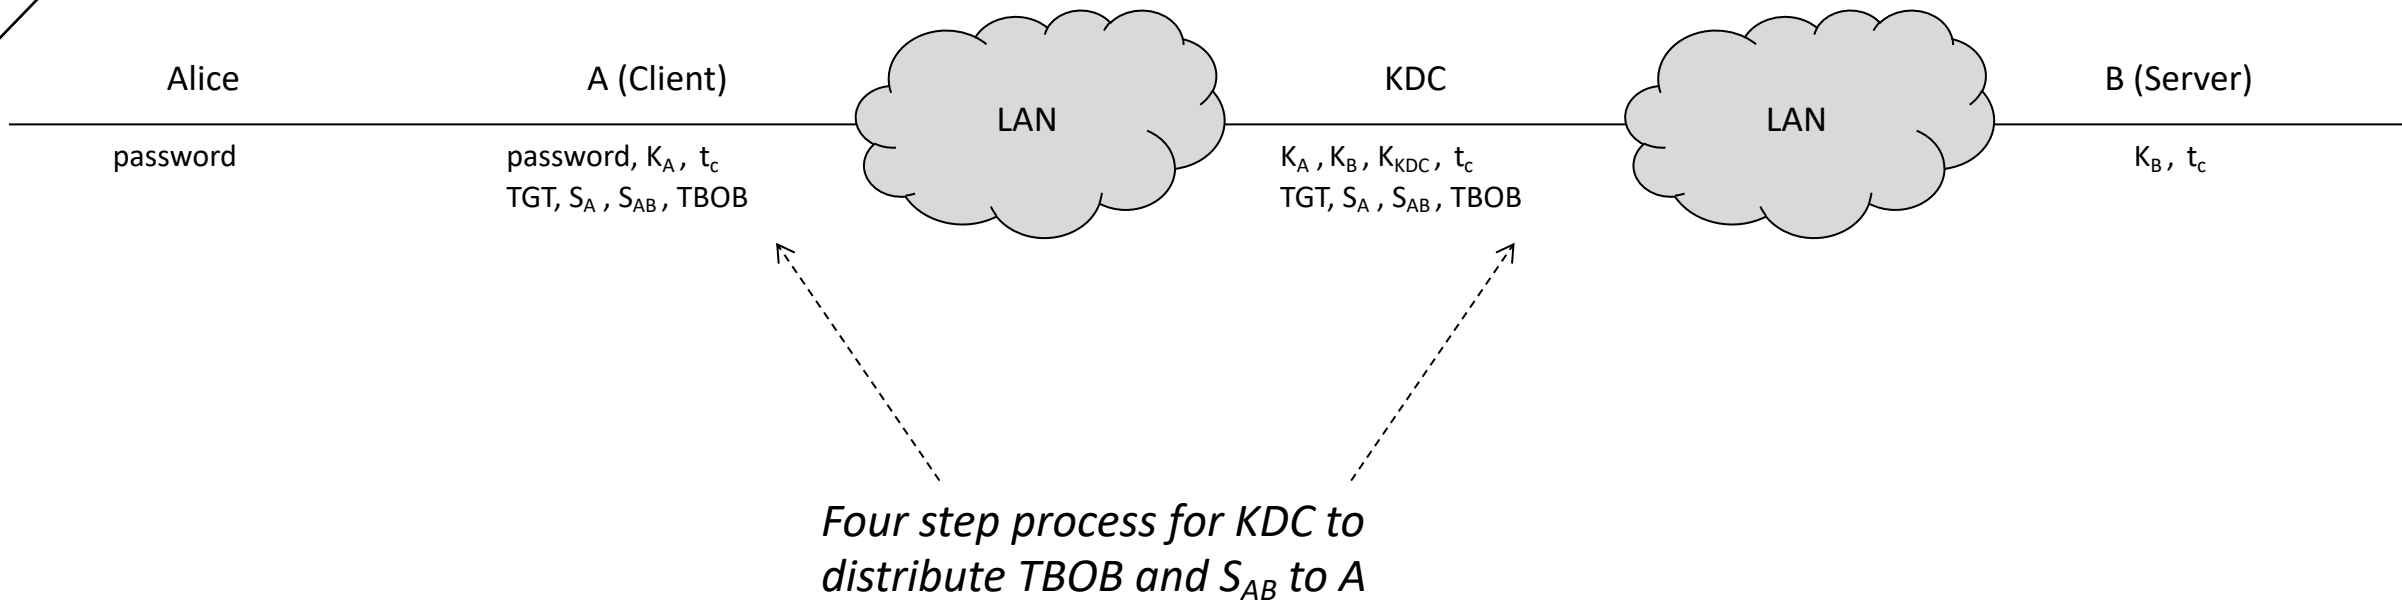 Alice
A (Client)
LAN
KDC
LAN
B (Server)
password
password, K_A , t_c
TGT, S_A , S_AB , TBOB
K_A , K_B , K_KDC , t_c
TGT, S_A , S_AB , TBOB
K_B , t_c
Four step process for KDC to
distribute TBOB and S_AB to A